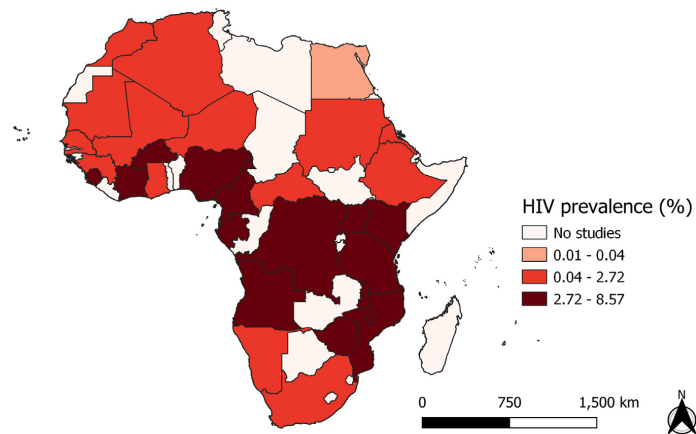 HIV prevalence (%)
No studies
0.01 - 0.04
0.04 - 2.72
2.72 - 8.57
0 750 1,500 km
N